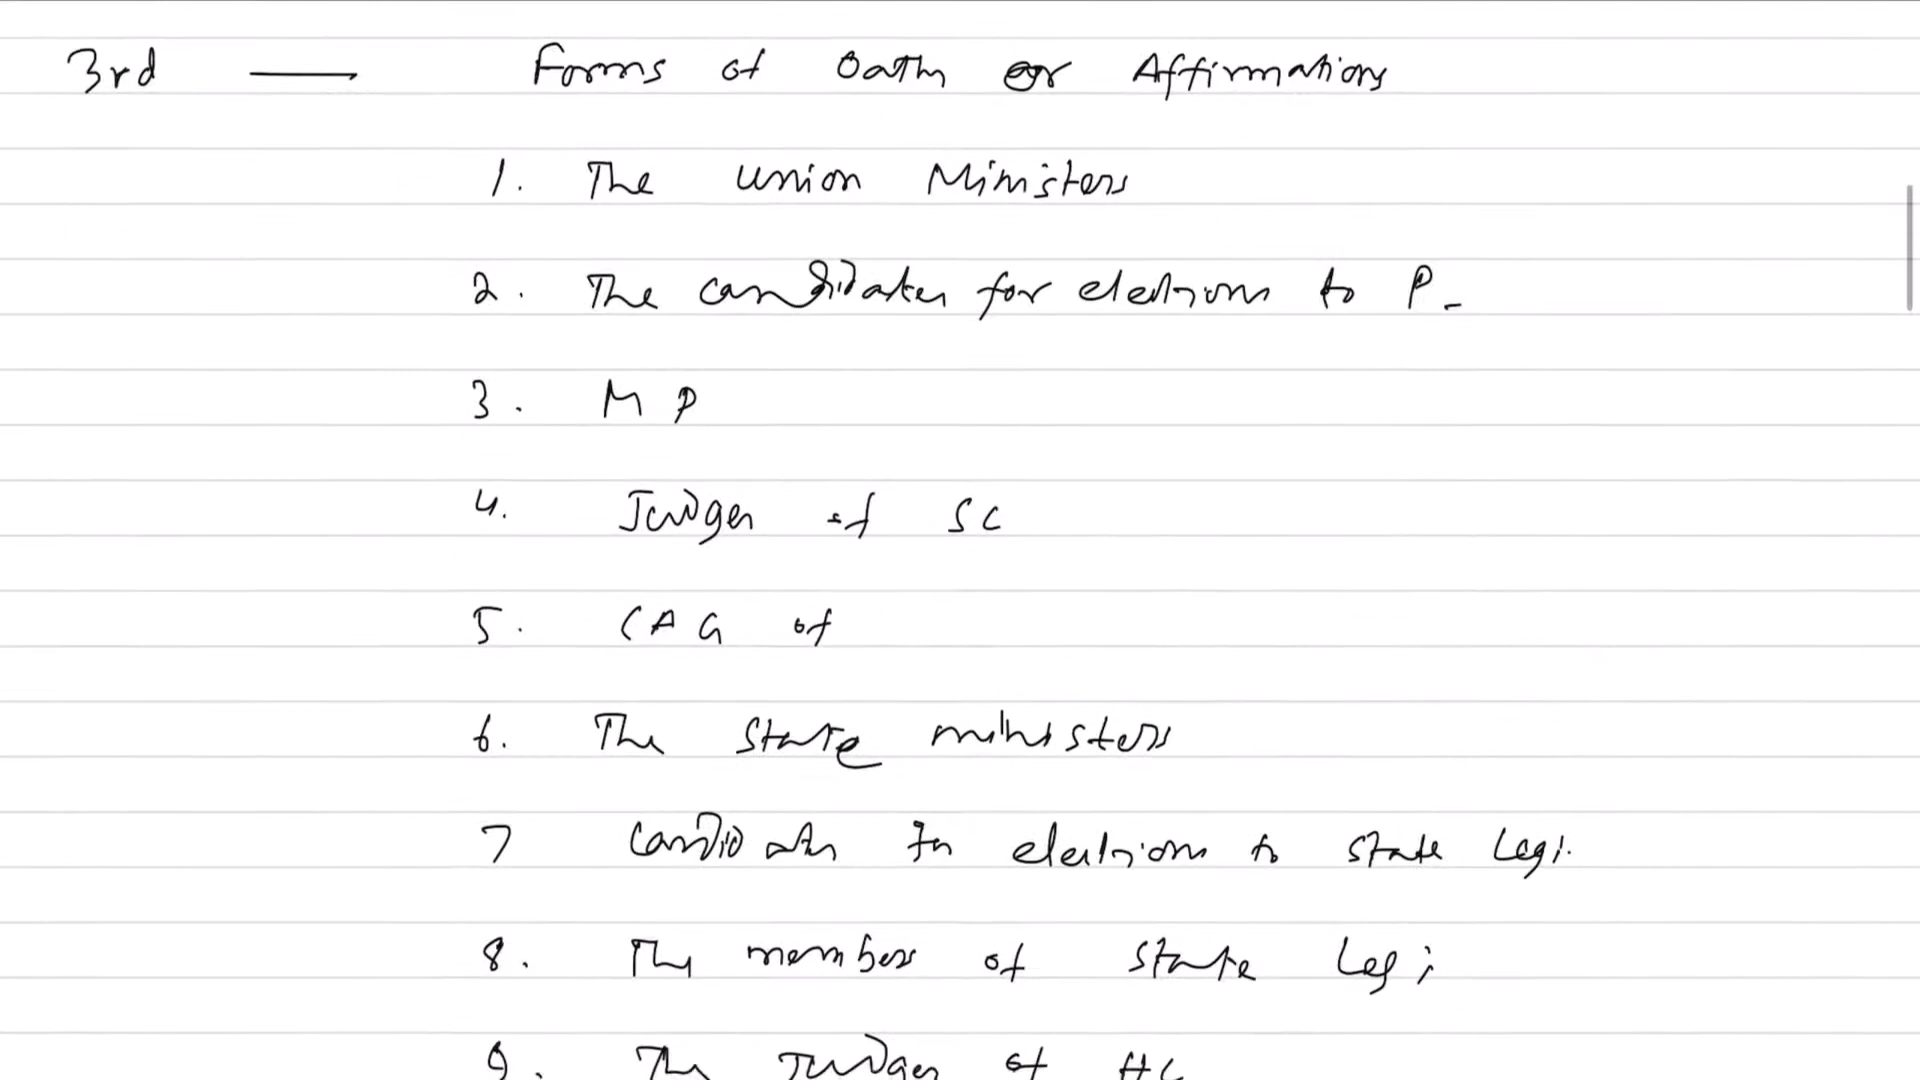 3rd — Forms of Oath or Affirmations
1. The Union Ministers
2. The candidates for elections to P.
3. MP
4. Judges of SC
5. CAG of
6. The State ministers
7 Candidates for elections to state Legi.
8. The members of state Legi
9. The Judges of HC